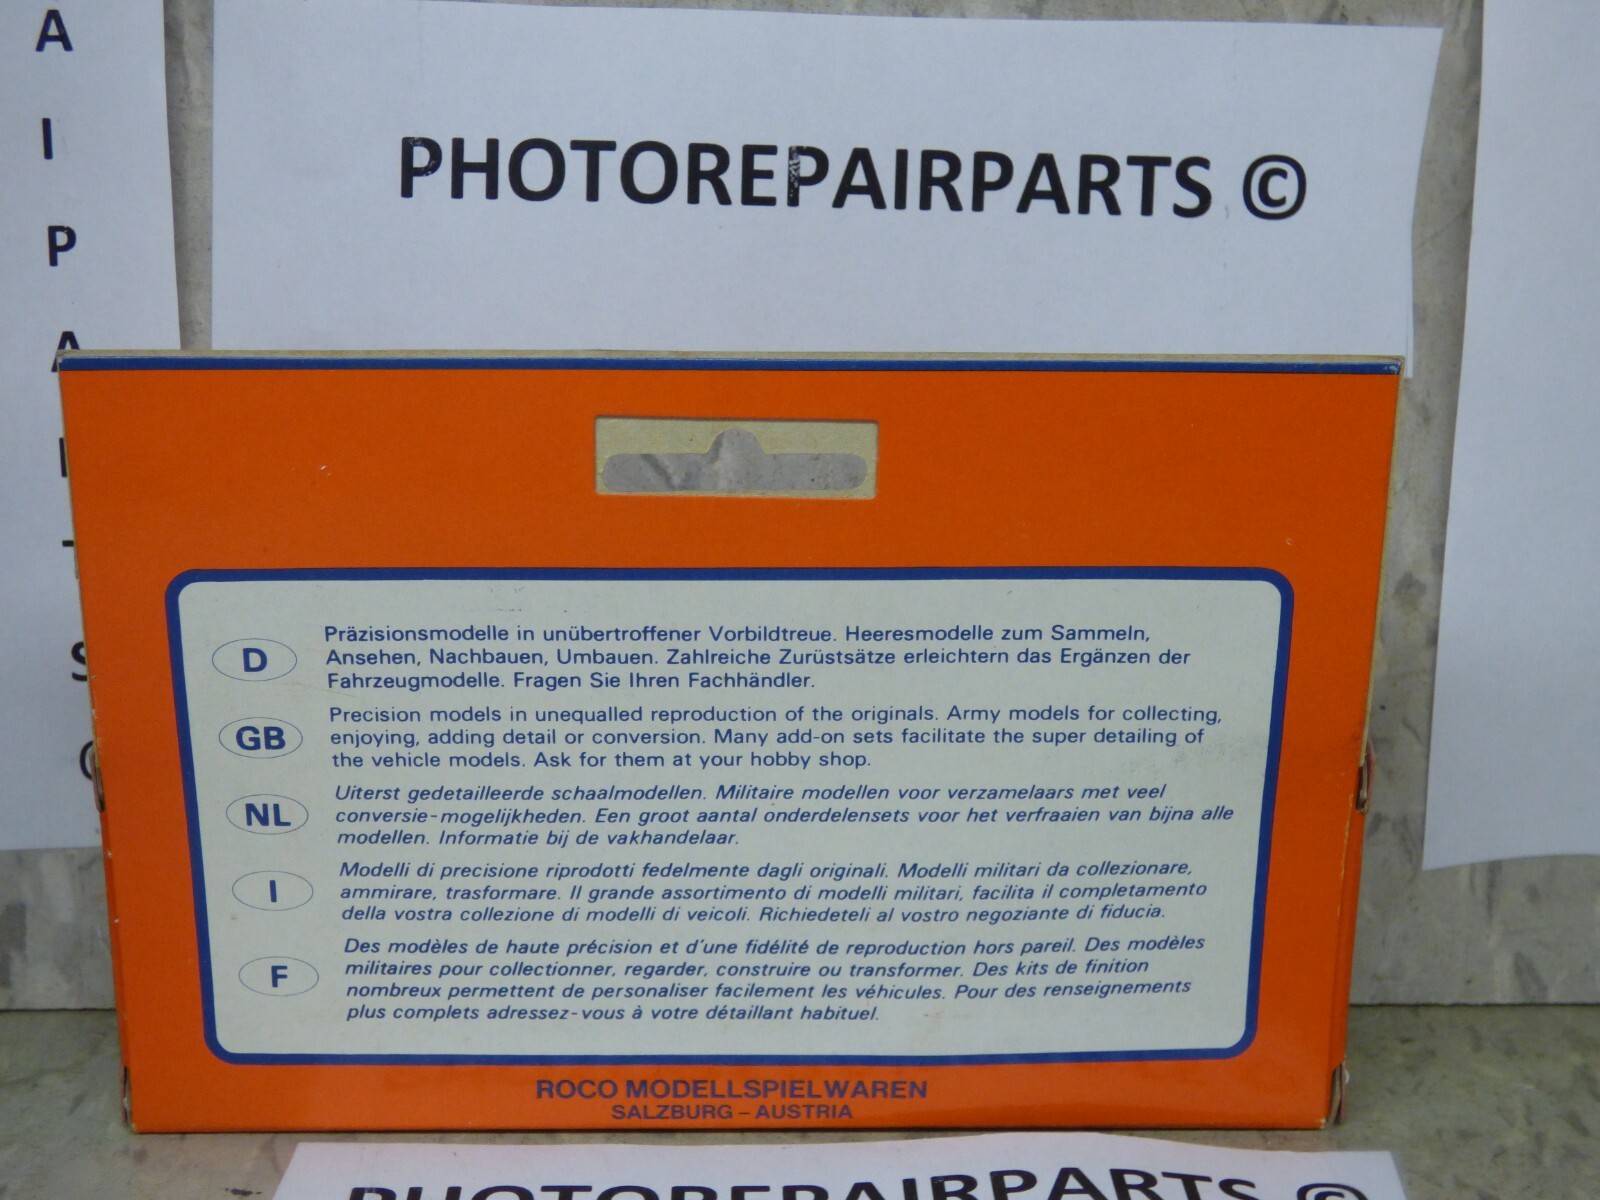 A
I
P
A
PHOTOREPAIRPARTS ©
D
Präzisionsmodelle in unübertroffener Vorbildtreue. Heeresmodelle zum Sammeln,
Ansehen, Nachbauen, Umbauen. Zahlreiche Zurüstsätze erleichtern das Ergänzen der
Fahrzeugmodelle. Fragen Sie Ihren Fachhändler.
GB
Precision models in unequalled reproduction of the originals. Army models for collecting,
enjoying, adding detail or conversion. Many add-on sets facilitate the super detailing of
the vehicle models. Ask for them at your hobby shop.
NL
Uiterst gedetailleerde schaalmodellen. Militaire modellen voor verzamelaars met veel
conversie-mogelijkheden. Een groot aantal onderdelensets voor het verfraaien van bijna alle
modellen. Informatie bij de vakhandelaar.
I
Modelli di precisione riprodotti fedelmente dagli originali. Modelli militari da collezionare,
ammirare, trasformare. Il grande assortimento di modelli militari, facilita il completamento
della vostra collezione di modelli di veicoli. Richiedeteli al vostro negoziante di fiducia.
F
Des modèles de haute précision et d'une fidélité de reproduction hors pareil. Des modèles
militaires pour collectionner, regarder, construire ou transformer. Des kits de finition
nombreux permettent de personaliser facilement les véhicules. Pour des renseignements
plus complets adressez-vous à votre détaillant habituel.
ROCO MODELLSPIELWAREN
SALZBURG – AUSTRIA
PHOTOREPAIRPARTS ©